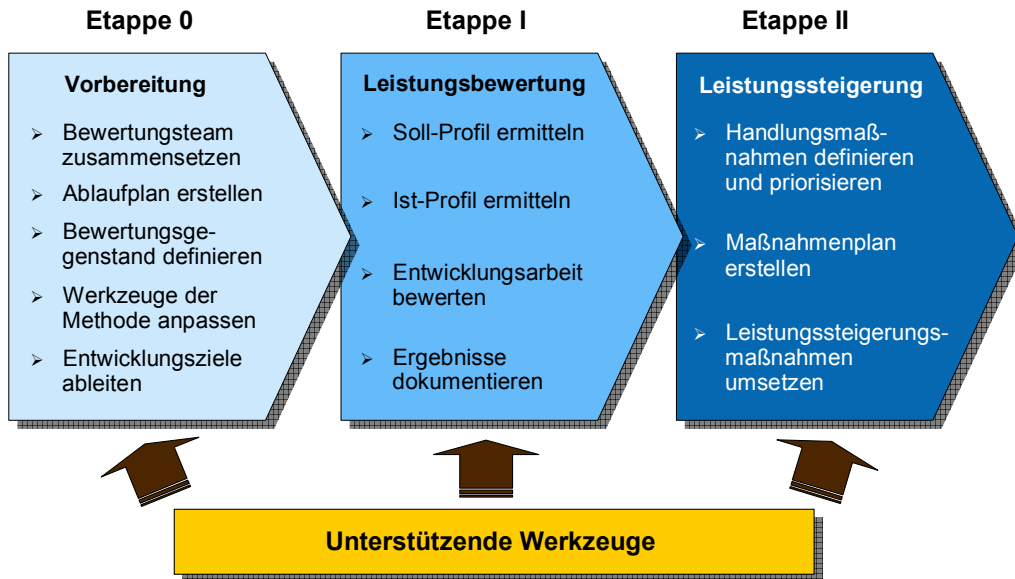 Etappe 0
Etappe I
Etappe II
Vorbereitung
Bewertungsteam
zusammensetzen
Ablaufplan erstellen
Bewertungsge-
genstand definieren
Werkzeuge der
Methode anpassen
Entwicklungsziele
ableiten
Leistungsbewertung
Soll-Profil ermitteln
Ist-Profil ermitteln
Entwicklungsarbeit
bewerten
Ergebnisse
dokumentieren
Leistungssteigerung
Handlungsmaß-
nahmen definieren
und priorisieren
Maßnahmenplan
erstellen
Leistungssteigerungs-
maßnahmen
umsetzen
Unterstützende Werkzeuge